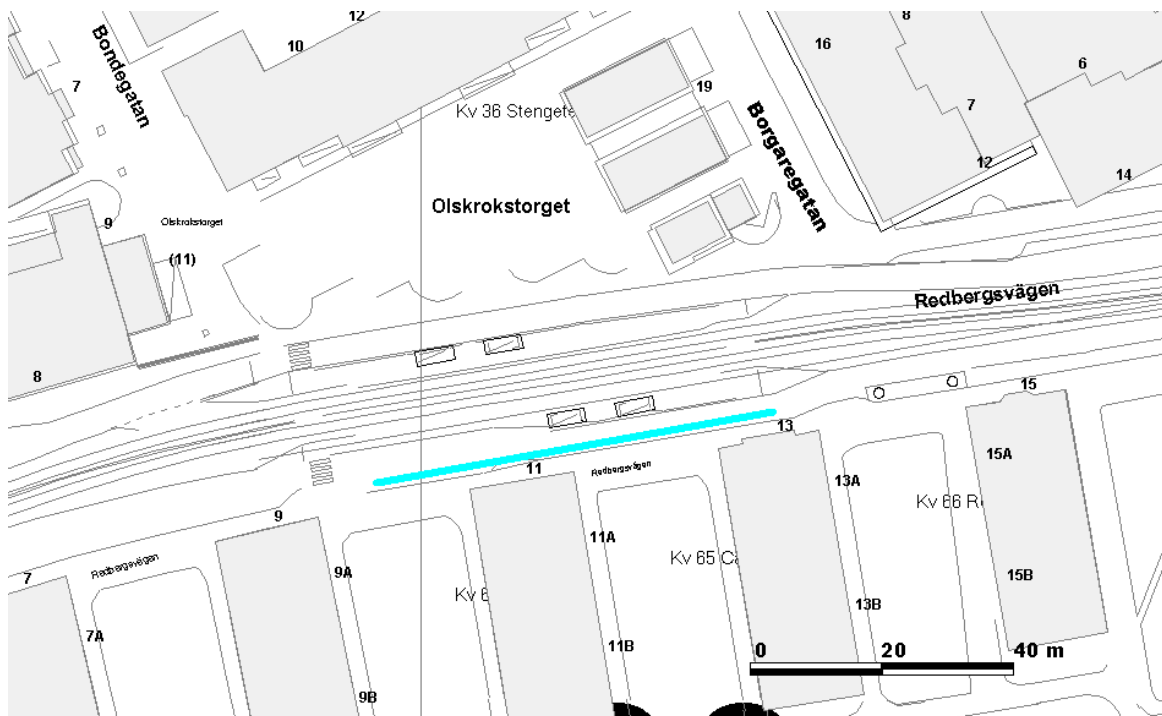 12
8
10
16
6
Bondegatan
7
19
Kv 36 Stengete
Borgaregatan
7
12
14
Olskrokstorget
9
Olskrokstorget
(11)
Redbergsvägen
8
15
13
11
Redbergsvägen
15A
13A
9
Kv 66 R
11A
Redbergsvägen
7
9A
Kv 65 Ca
15B
Kv 6
13B
7A
11B
0 20 40 m
9B